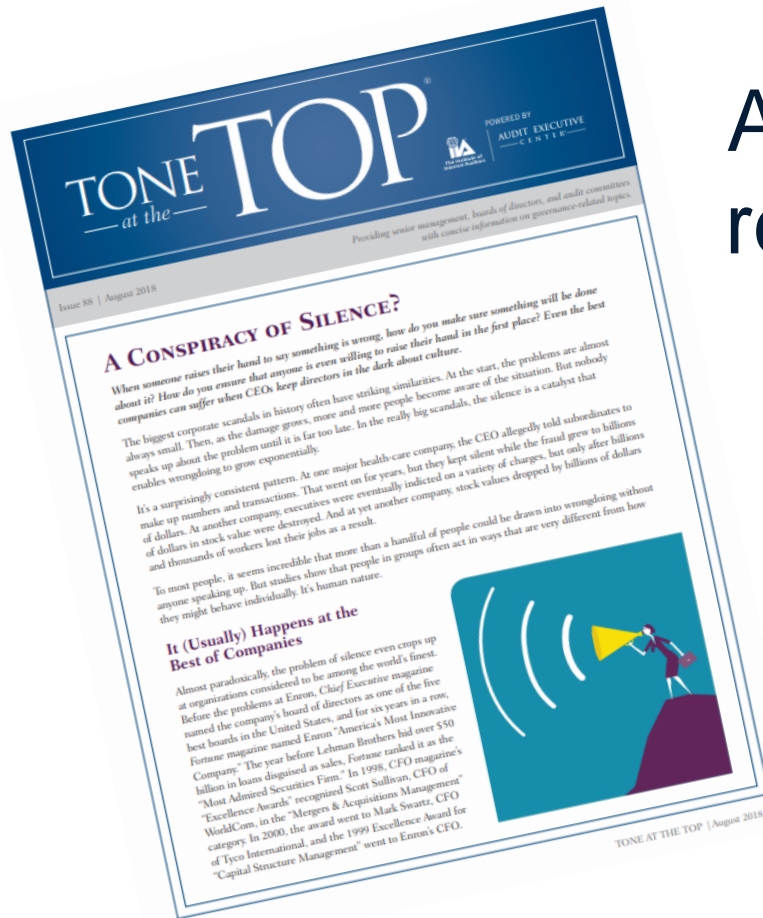 TONE
at the
TOP®
POWERED BY
IIA
The Institute of
Internal Auditors
AUDIT EXECUTIVE
CENTER®
Providing senior management, boards of directors, and audit committees
with concise information on governance-related topics.
Issue 88 | August 2018
A CONSPIRACY OF SILENCE?
When someone raises their hand to say something is wrong, how do you make sure something will be done
about it? How do you ensure that anyone is even willing to raise their hand in the first place? Even the best
companies can suffer when CEOs keep directors in the dark about culture.
The biggest corporate scandals in history often have striking similarities. At the start, the problems are almost
always small. Then, as the damage grows, more and more people become aware of the situation. But nobody
speaks up about the problem until it is far too late. In the really big scandals, the silence is a catalyst that
enables wrongdoing to grow exponentially.
It's a surprisingly consistent pattern. At one major health-care company, the CEO allegedly told subordinates to
make up numbers and transactions. That went on for years, but they kept silent while the fraud grew to billions
of dollars. At another company, executives were eventually indicted on a variety of charges, but only after billions
of dollars in stock value were destroyed. And at yet another company, stock values dropped by billions of dollars
and thousands of workers lost their jobs as a result.
To most people, it seems incredible that more than a handful of people could be drawn into wrongdoing without
anyone speaking up. But studies show that people in groups often act in ways that are very different from how
they might behave individually. It's human nature.
It (Usually) Happens at the
Best of Companies
Almost paradoxically, the problem of silence even crops up
at organizations considered to be among the world's finest.
Before the problems at Enron, Chief Executive magazine
named the company's board of directors as one of the five
best boards in the United States, and for six years in a row,
Fortune magazine named Enron "America's Most Innovative
Company." The year before Lehman Brothers hid over $50
billion in loans disguised as sales, Fortune ranked it as the
"Most Admired Securities Firm." In 1998, CFO magazine's
"Excellence Awards" recognized Scott Sullivan, CFO of
WorldCom, in the "Mergers & Acquisitions Management"
category. In 2000, the award went to Mark Swartz, CFO
of Tyco International, and the 1999 Excellence Award for
"Capital Structure Management" went to Enron's CFO.
TONE AT THE TOP | August 2018